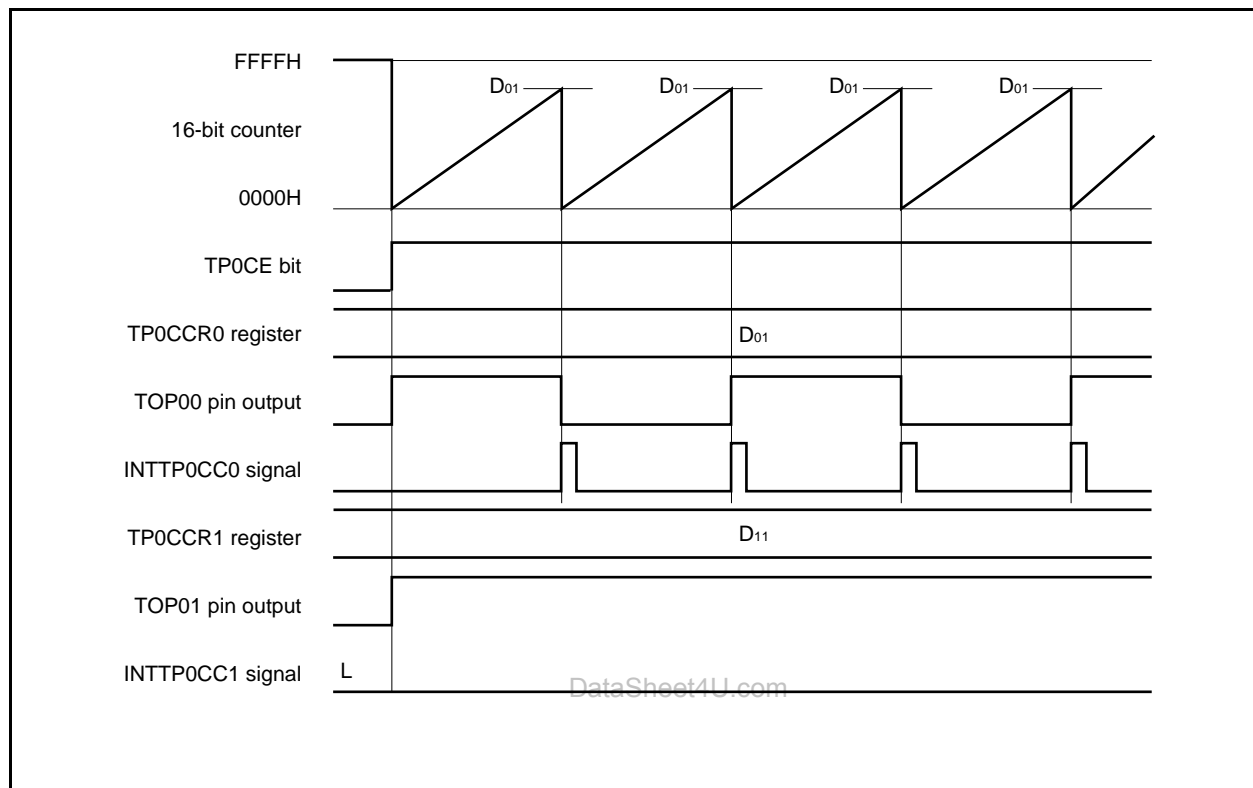 FFFFH
D01 D01 D01 D01
16-bit counter
0000H
TP0CE bit
TP0CCR0 register D01
TOP00 pin output
INTTP0CC0 signal
TP0CCR1 register D11
TOP01 pin output
INTTP0CC1 signal L
DataSheet4U.com